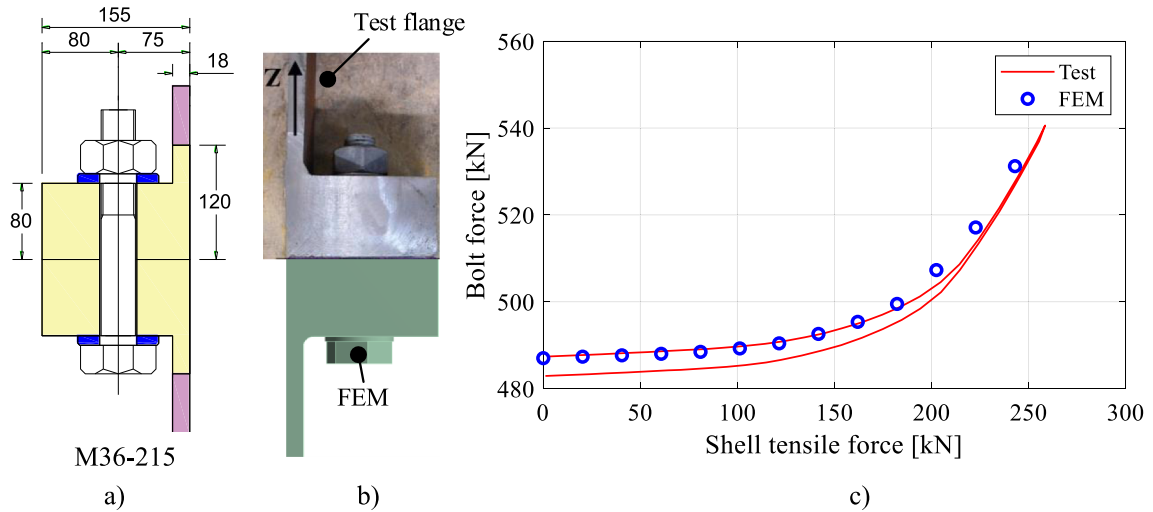 155
80 75
18
80
120
M36-215
a)
Test flange
Z
FEM
b)
560
540
520
500
480
Bolt force [kN]
0 50 100 150 200 250 300
Shell tensile force [kN]
Test
FEM
c)